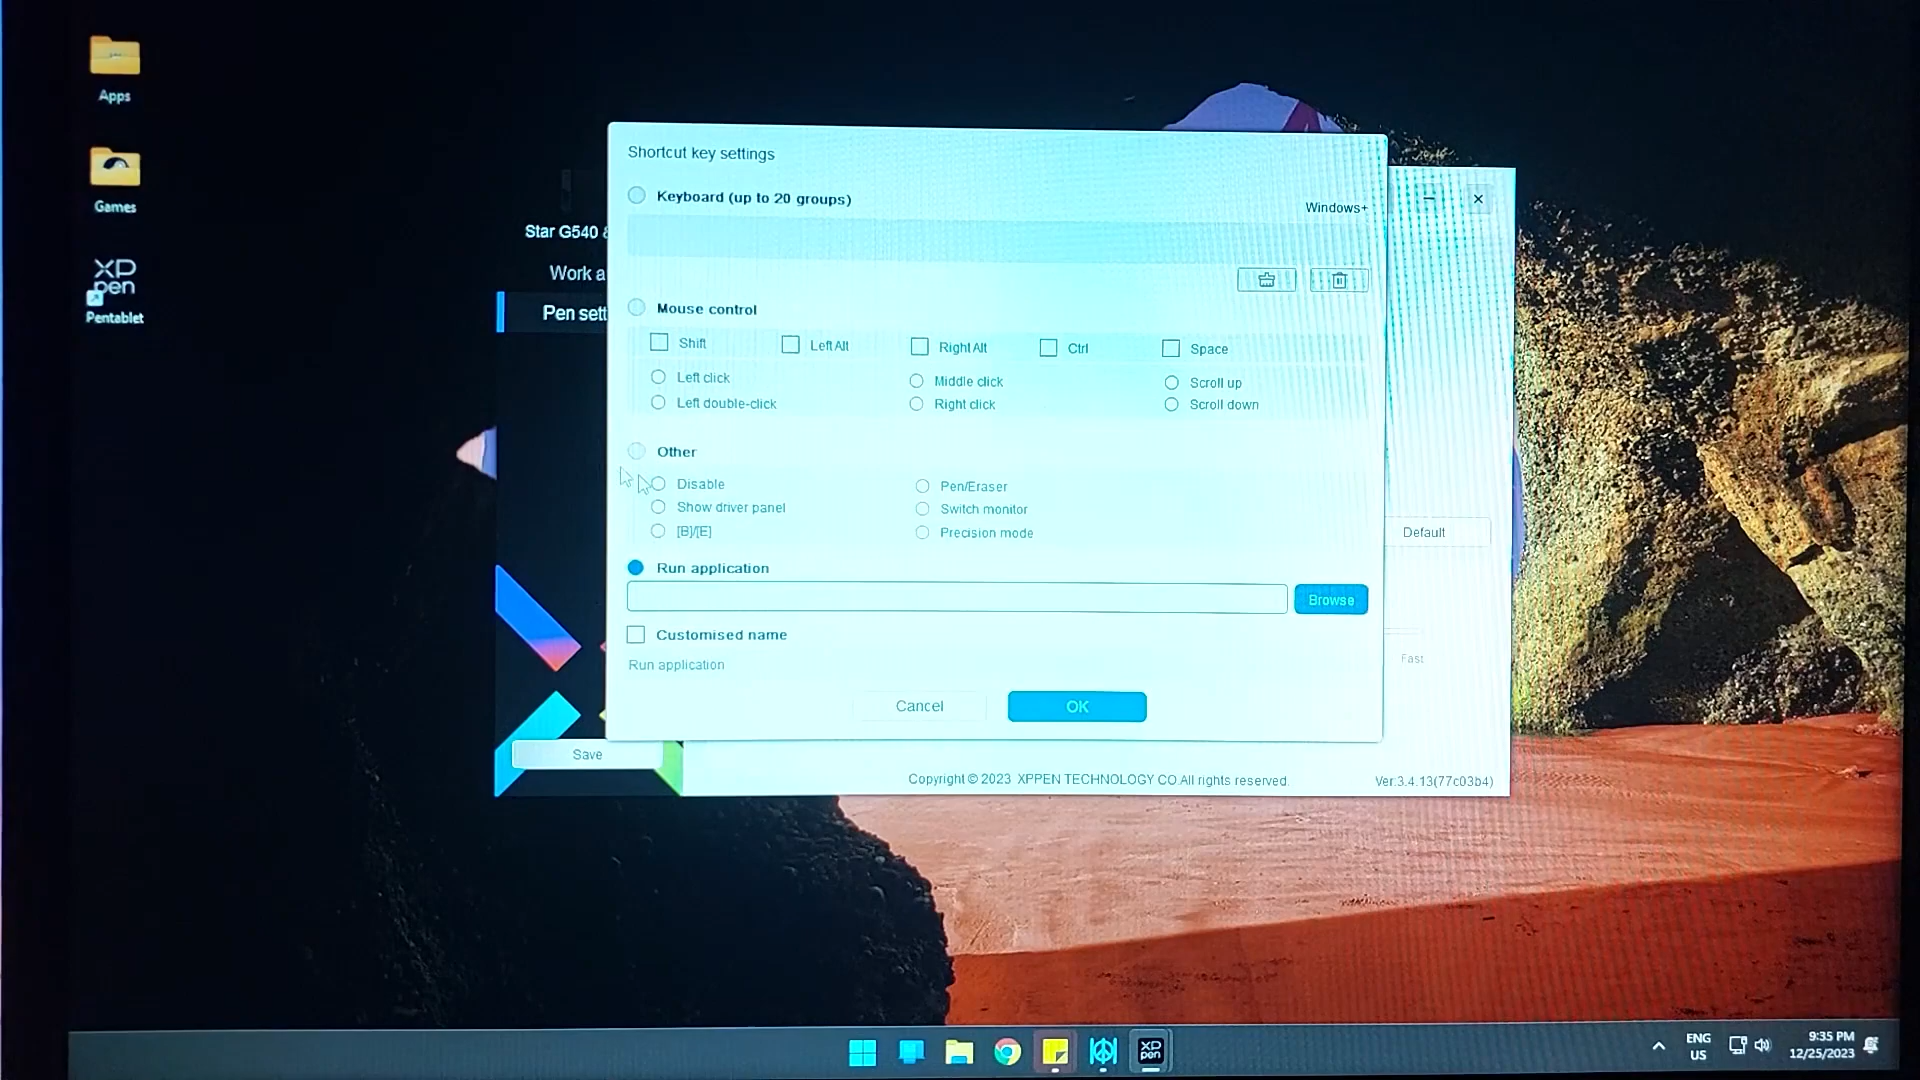 Apps
Games
XP
pen
Pentablet
Star G540
Work a
Pen sett
Shortcut key settings
Keyboard (up to 20 groups)
Windows+
Mouse control
Shift
Left Alt
Right Alt
Ctrl
Space
Left click
Middle click
Scroll up
Left double-click
Right click
Scroll down
Other
Disable
Pen/Eraser
Show driver panel
Switch monitor
[B]/[E]
Precision mode
Default
Run application
Browse
Customised name
Fast
Run application
Cancel
OK
Save
Copyright © 2023 XPPEN TECHNOLOGY CO.All rights reserved.
Ver:3.4.13(77c03b4)
XP
pen
ENG
US
9:35 PM
12/25/2023